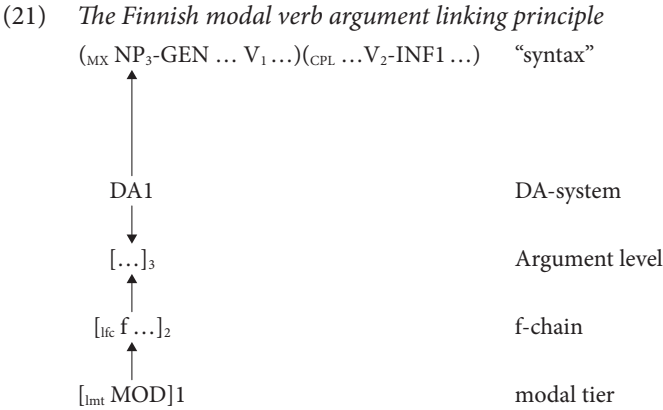 (21) The Finnish modal verb argument linking principle
(MX NP3-GEN … V1 …)(CPL …V2-INF1 …) “syntax”
DA1 DA-system
[…]3 Argument level
[lfc f …]2 f-chain
[lmt MOD]1 modal tier